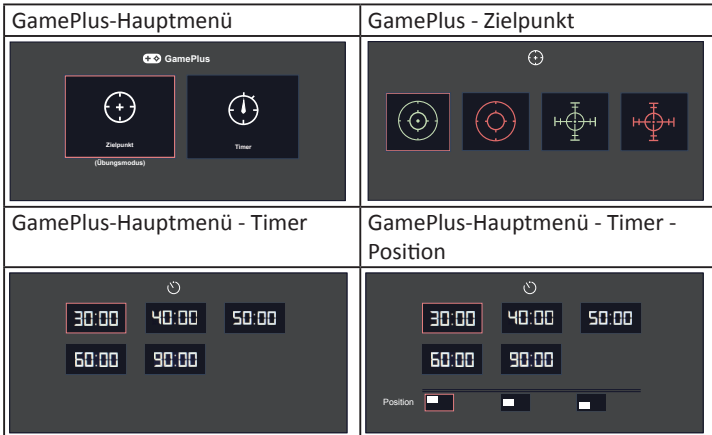 GamePlus-Hauptmenü
GamePlus - Zielpunkt
GamePlus
Zielpunkt
(Übungsmodus)
Timer
GamePlus-Hauptmenü - Timer
GamePlus-Hauptmenü - Timer -
Position
30:00 40:00 50:00
60:00 90:00
30:00 40:00 50:00
60:00 90:00
Position